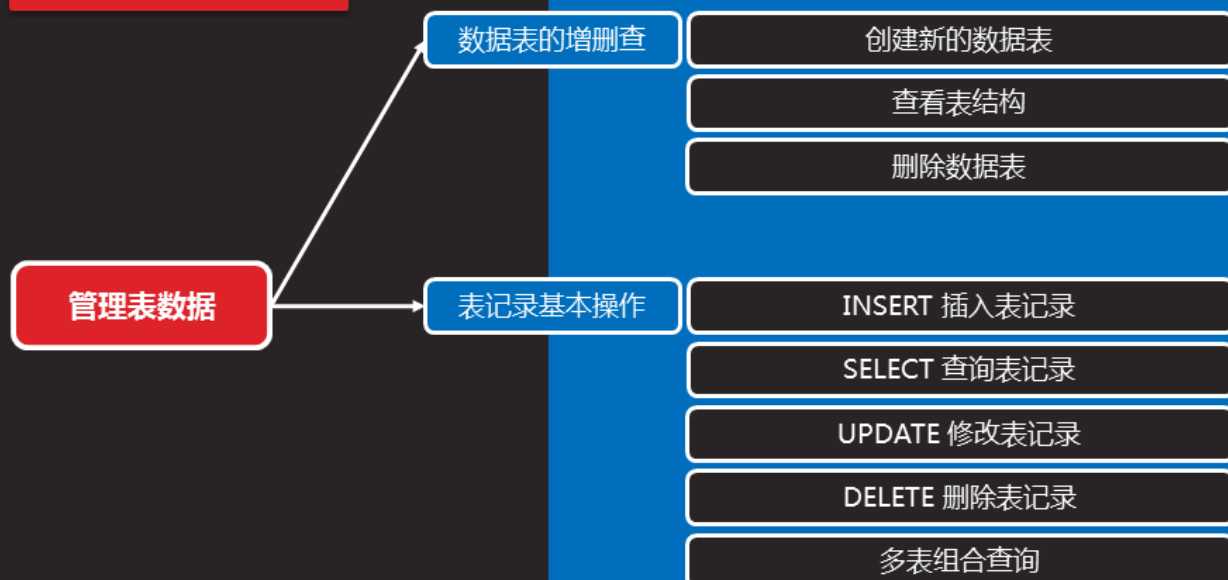 数据表的增删查
创建新的数据表
查看表结构
删除数据表
管理表数据
表记录基本操作
INSERT 插入表记录
SELECT 查询表记录
UPDATE 修改表记录
DELETE 删除表记录
多表组合查询